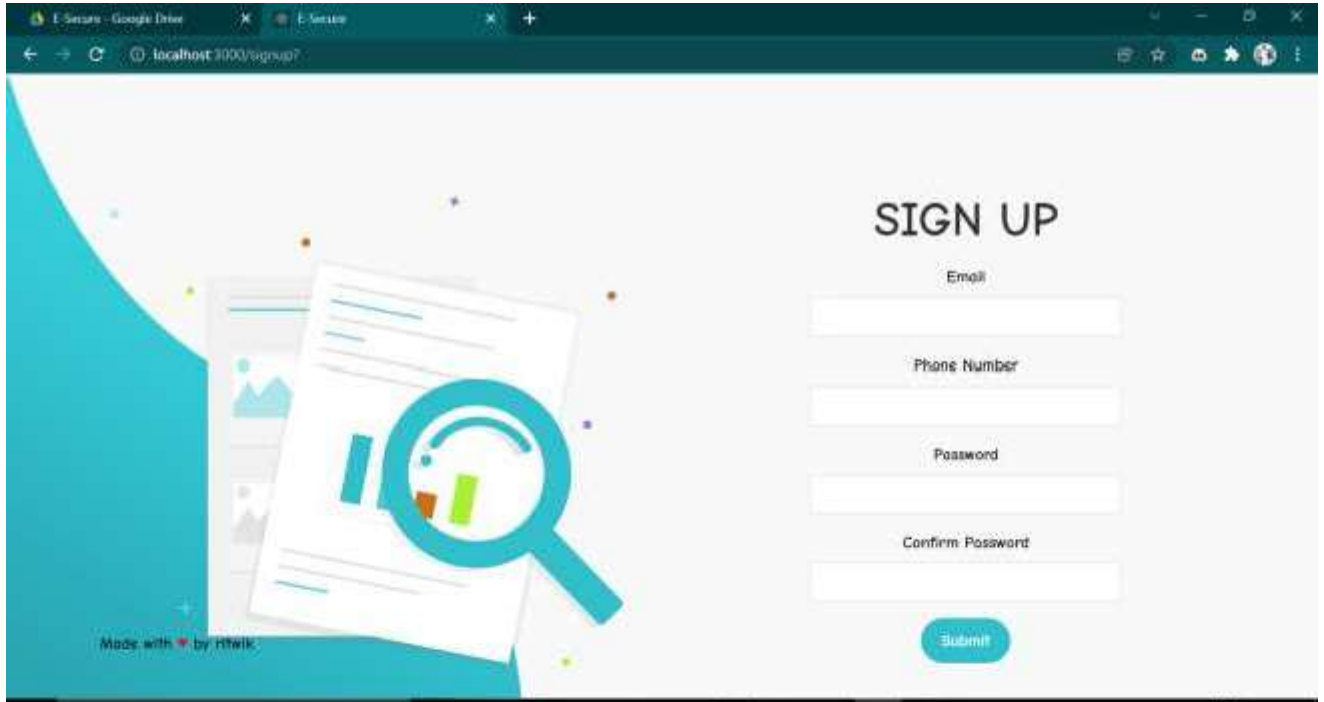 E-Secure - Google Drive
E-Secure
localhost:3000/signup?
SIGN UP
Email
Phone Number
Password
Confirm Password
Submit
Made with ♥ by ritwik